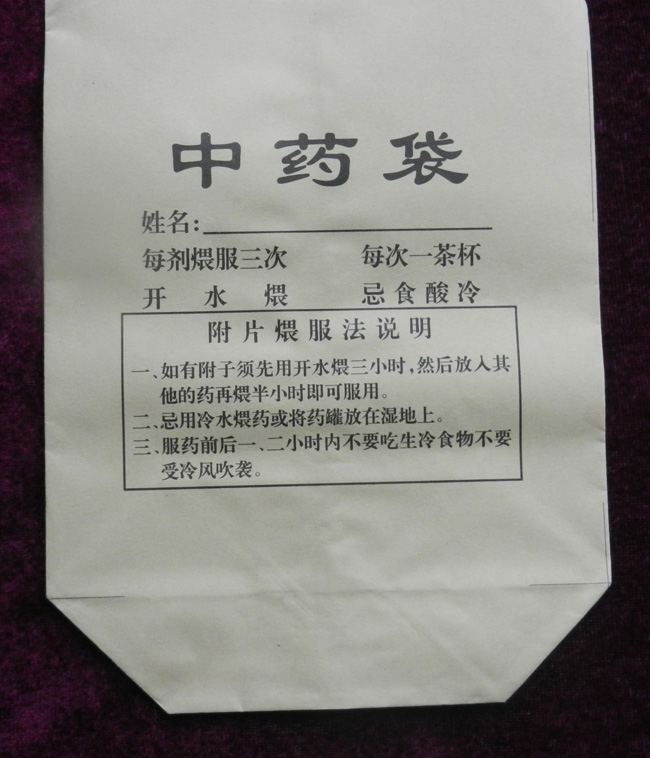 中药袋
姓名:
每剂煨服三次 每次一茶杯
开水煨 忌食酸冷
附片煨服法说明
一、如有附子须先用开水煨三小时,然后放入其
他的药再煨半小时即可服用。
二、忌用冷水煨药或将药罐放在湿地上。
三、服药前后一、二小时内不要吃生冷食物不要
受冷风吹袭。